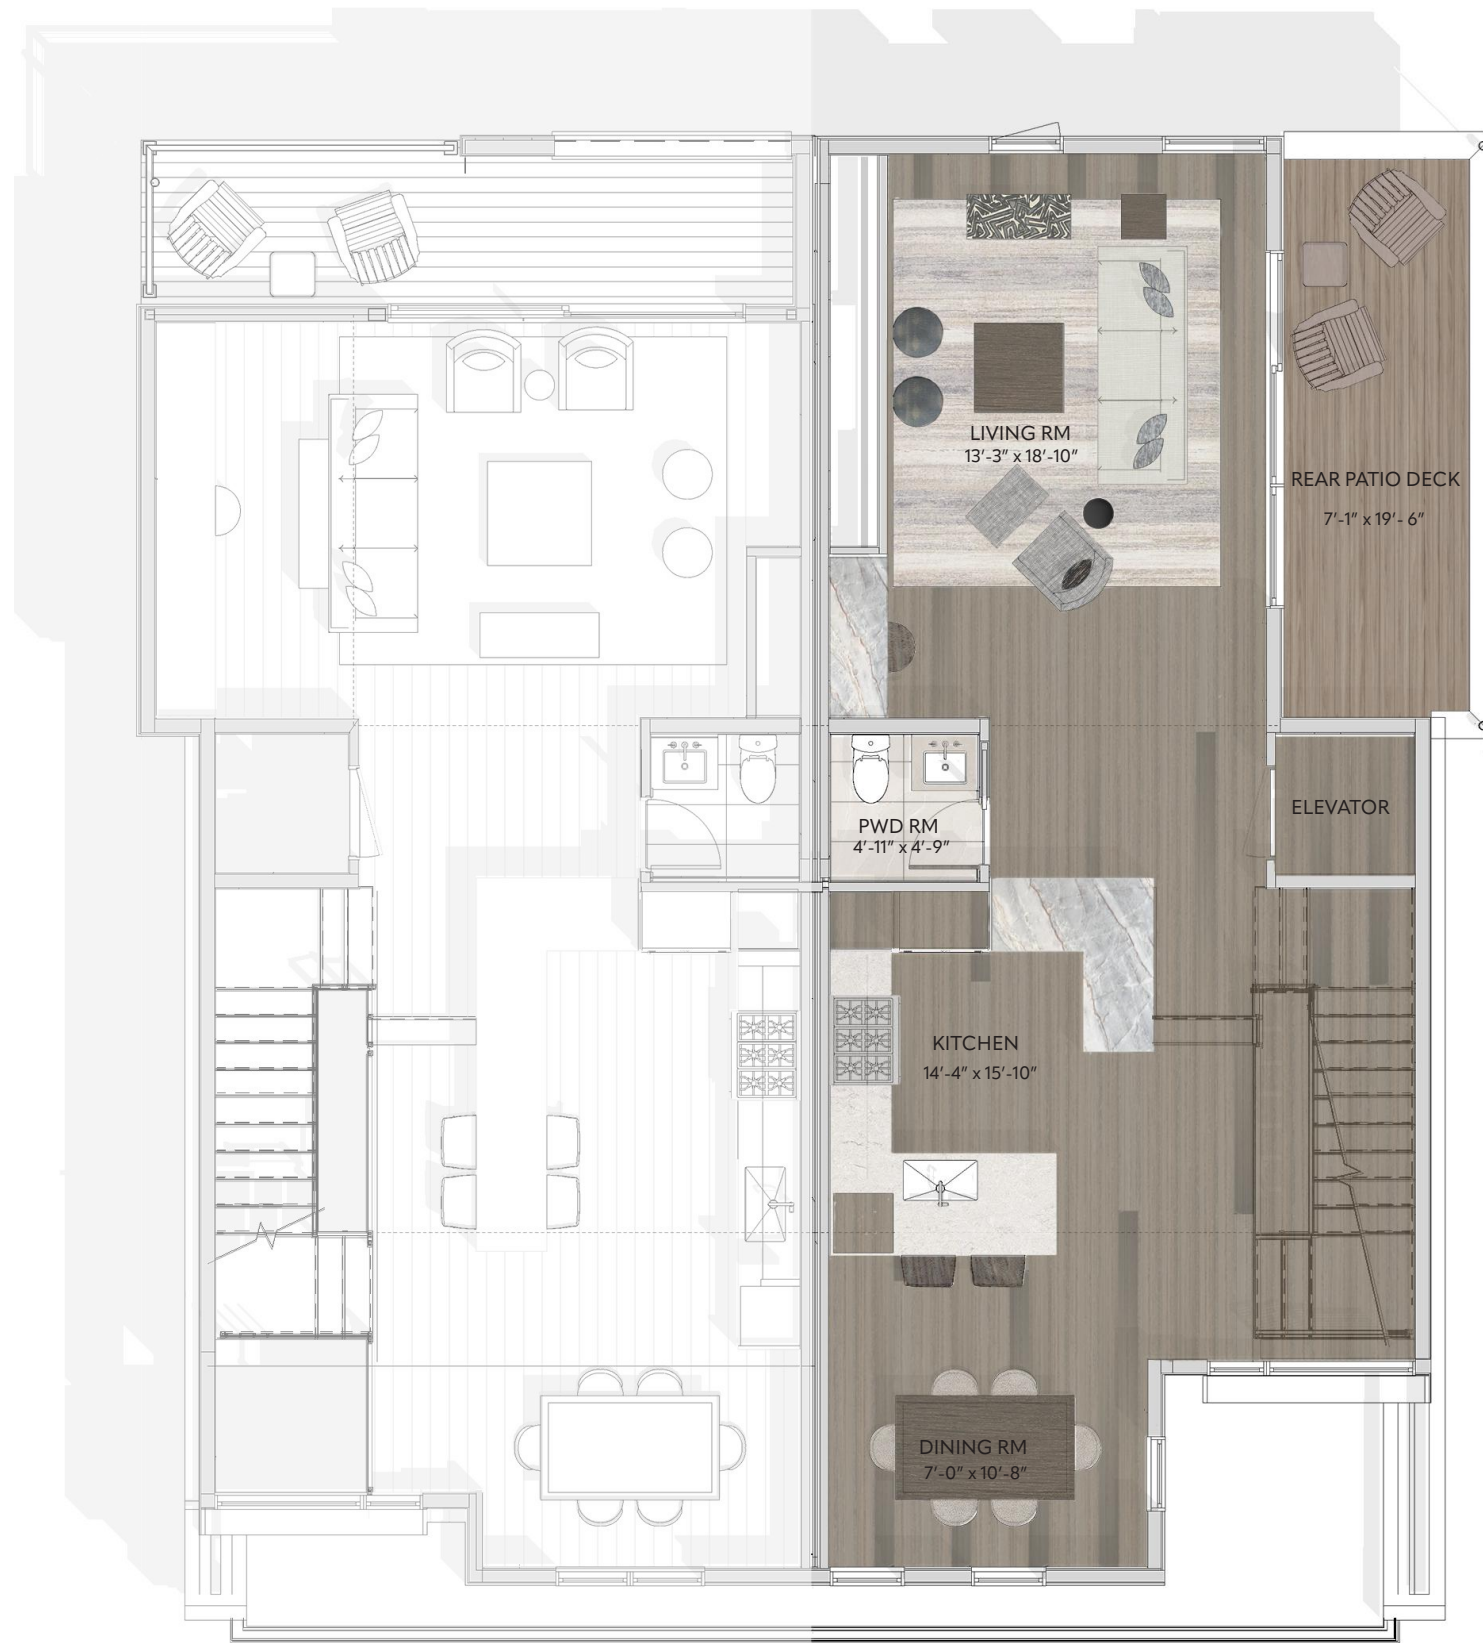 LIVING RM
13'-3" x 18'-10"
REAR PATIO DECK
7'-1" x 19'- 6"
ELEVATOR
PWD RM
4'-11" x 4'-9"
KITCHEN
14'-4" x 15'-10"
DINING RM
7'-0" x 10'-8"